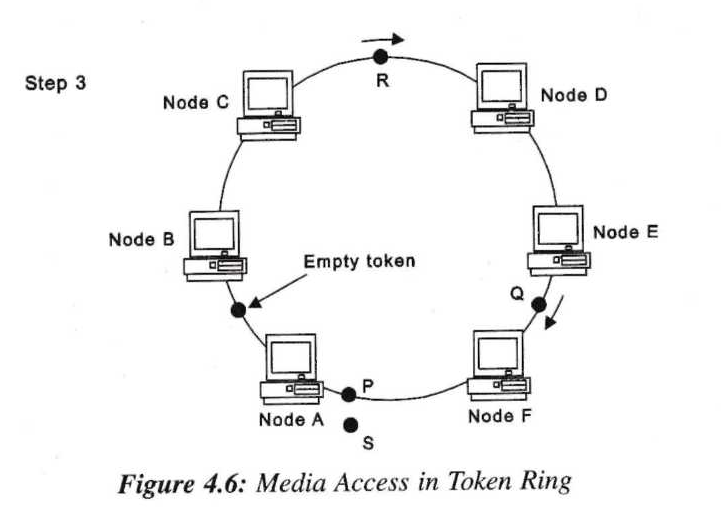 Step 3
R
Node C
Node D
Node B
Node E
Empty token
Q
P
Node A
Node F
S
Figure 4.6: Media Access in Token Ring